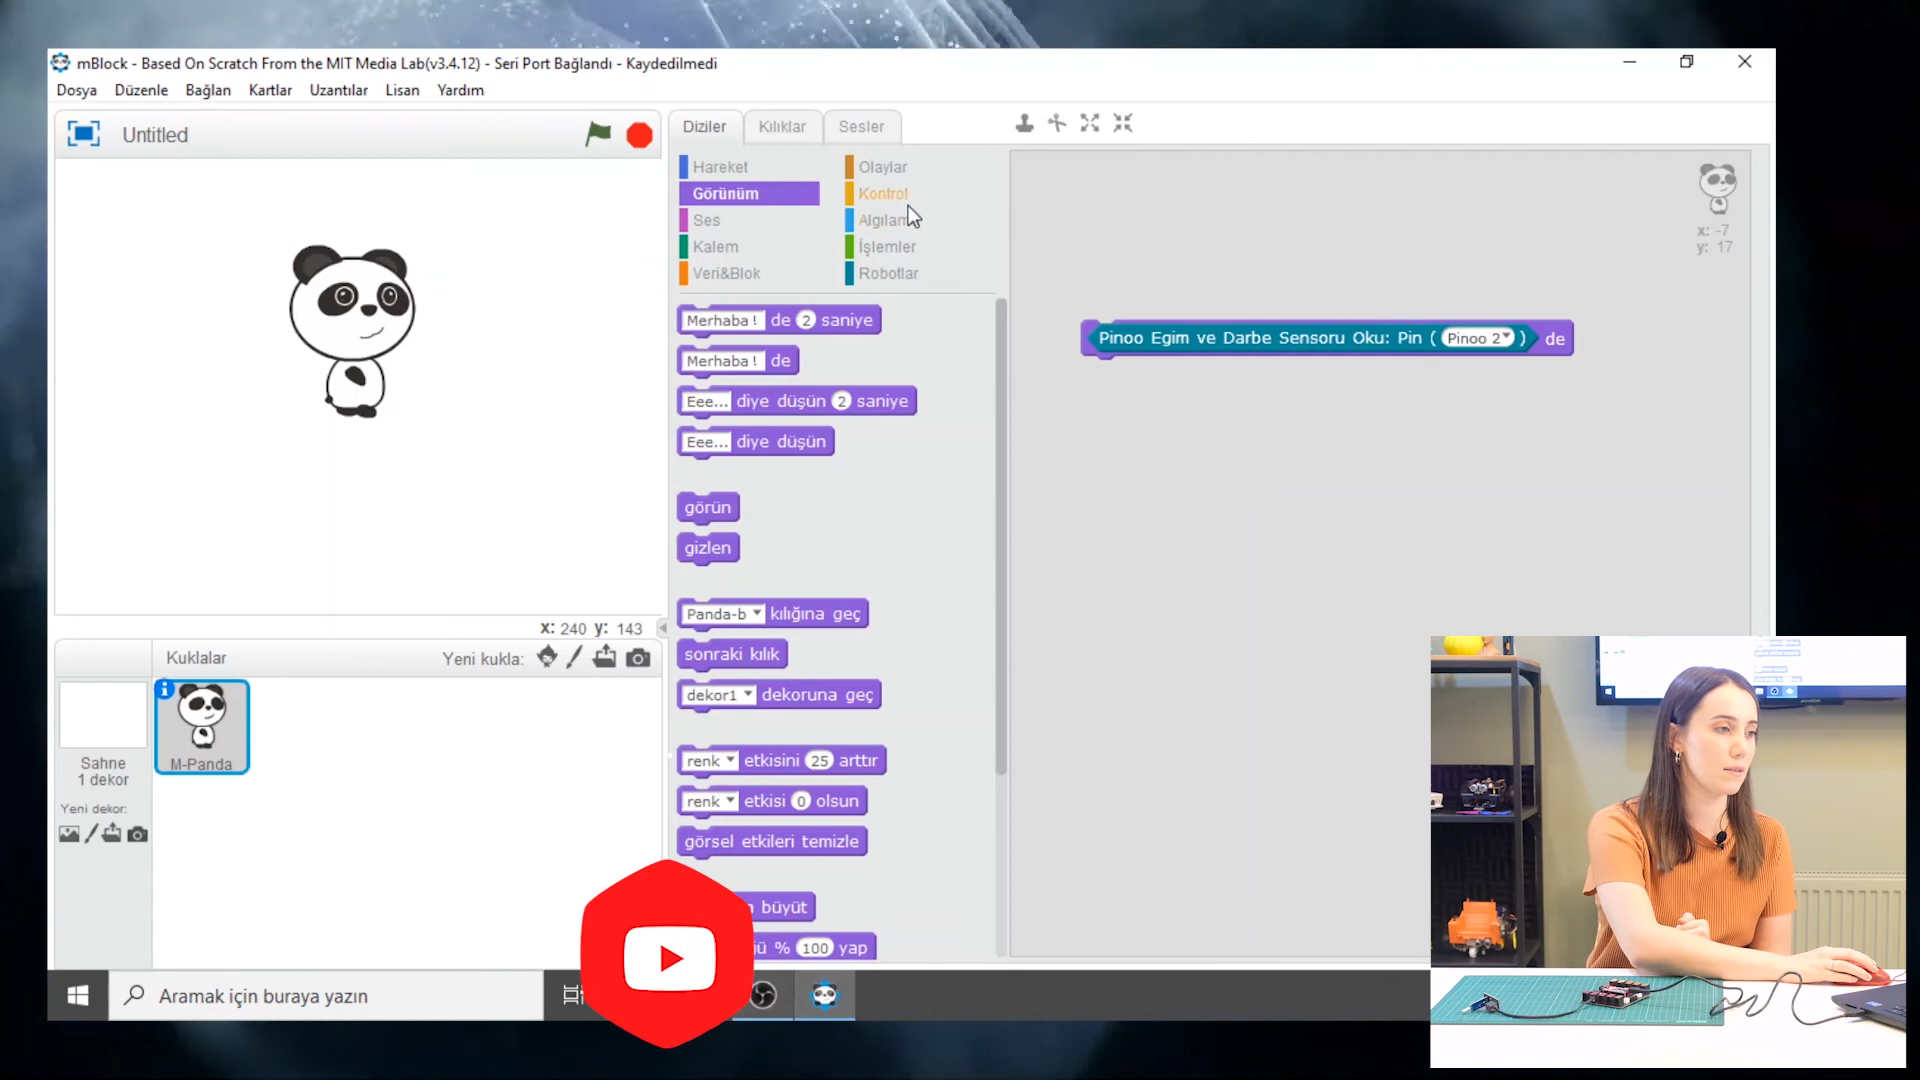 mBlock - Based On Scratch From the MIT Media Lab(v3.4.12) - Seri Port Bağlandı - Kaydedilmedi
Dosya Düzenle Bağlan Kartlar Uzantılar Lisan Yardım
Untitled
Diziler Kılıklar Sesler
Hareket Olaylar
Görünüm Kontrol
Ses
Kalem İşlemler
Veri&Blok Robotlar
x: -7
y: 17
Merhaba! de 2 saniye
Merhaba! de
Eee... diye düşün 2 saniye
Eee... diye düşün
görün
gizlen
Panda-b kılığına geç
sonraki kılık
dekor1 dekoruna geç
renk etkisini 25 arttır
renk etkisi 0 olsun
görsel etkileri temizle
büyüt
% 100 yap
Pinoo Egim ve Darbe Sensoru Oku: Pin ( Pinoo 2 ) de
x: 240 y: 143
Kuklalar Yeni kukla:
M-Panda
Sahne
1 dekor
Yeni dekor:
Aramak için buraya yazın